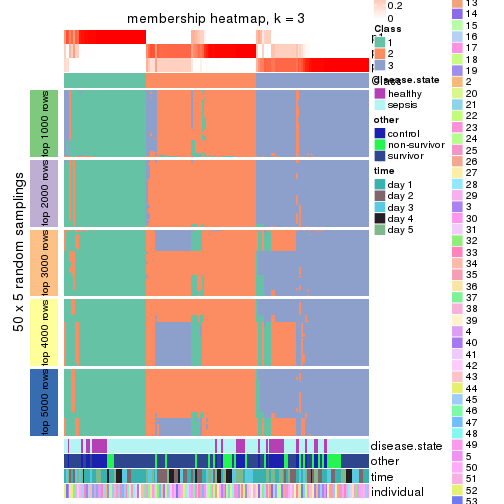 membership heatmap, k = 3
0.2
0
Class
1
2
3
disease.state
healthy
sepsis
other
control
non-survivor
survivor
time
day 1
day 2
day 3
day 4
day 5
50 x 5 random samplings
top 1000 rows
top 2000 rows
top 3000 rows
top 4000 rows
top 5000 rows
disease.state
other
time
individual
13
14
15
16
17
18
19
2
20
21
22
23
24
25
26
27
28
29
3
30
31
32
33
34
35
36
37
38
39
4
40
41
42
43
44
45
46
47
48
49
5
50
51
52